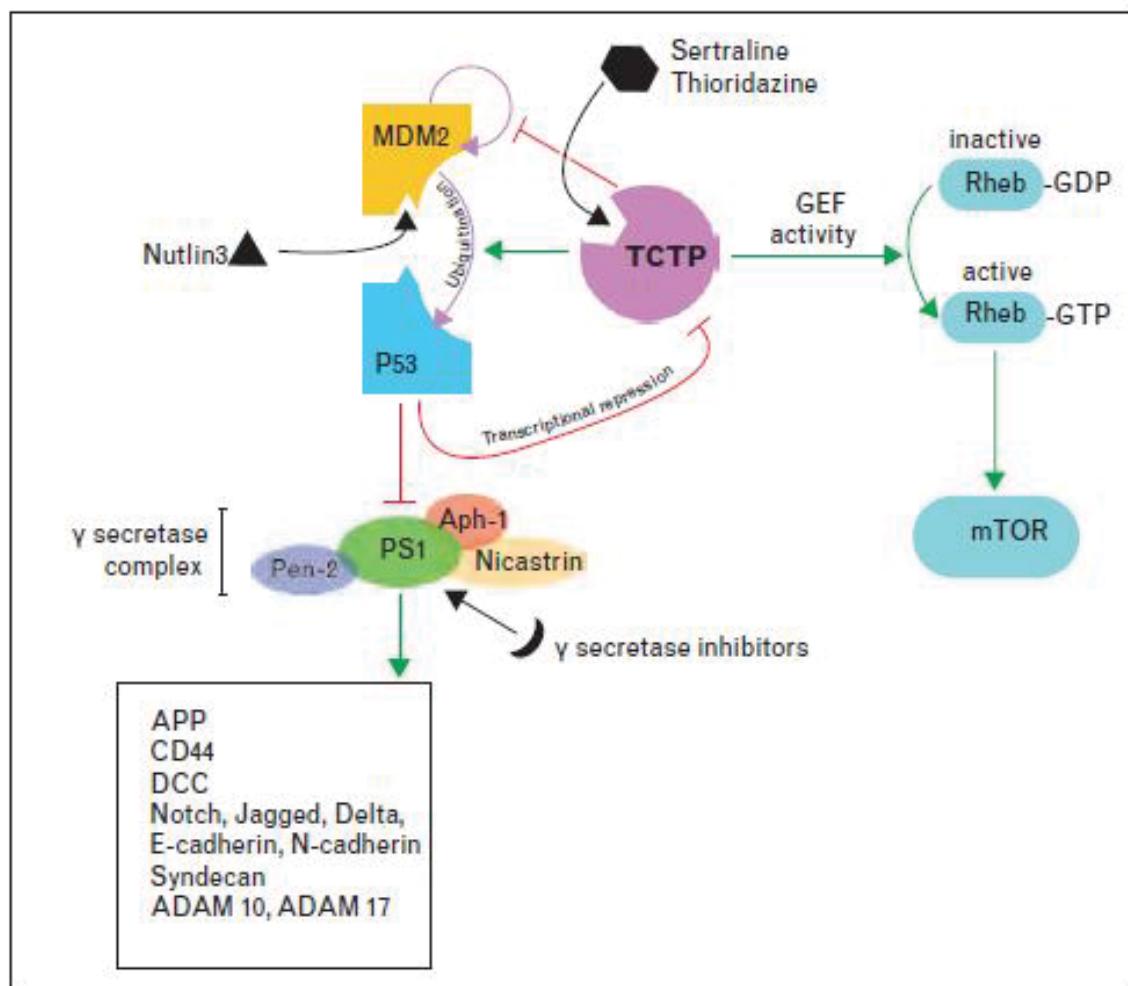 Sertraline
Thioridazine
MDM2
inactive
Rheb -GDP
GEF
activity
Ubiquitination
Nutlin3
TCTP
active
Rheb -GTP
P53
Transcriptional repression
Aph-1
γ secretase
complex
PS1
Pen-2
Nicastrin
mTOR
γ secretase inhibitors
APP
CD44
DCC
Notch, Jagged, Delta,
E-cadherin, N-cadherin
Syndecan
ADAM 10, ADAM 17